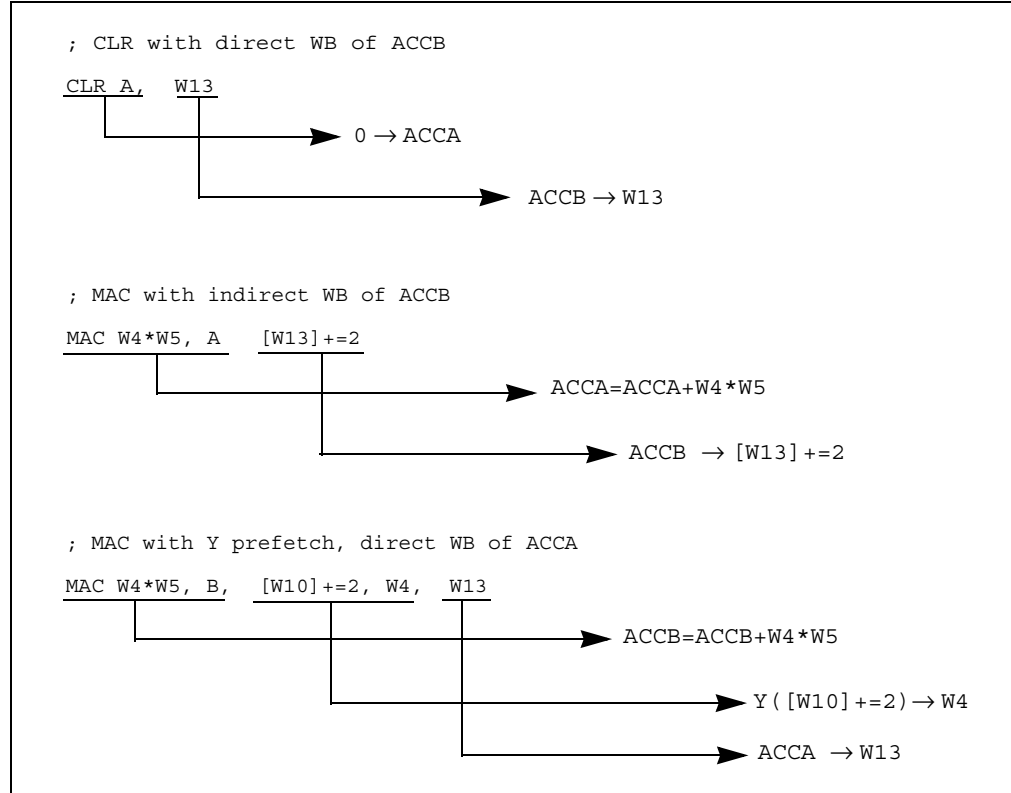 ; CLR with direct WB of ACCB
CLR A, W13
0 → ACCA
ACCB → W13
; MAC with indirect WB of ACCB
MAC W4*W5, A [W13]+=2
ACCA=ACCA+W4*W5
ACCB → [W13]+=2
; MAC with Y prefetch, direct WB of ACCA
MAC W4*W5, B, [W10]+=2, W4, W13
ACCB=ACCB+W4*W5
Y([W10]+=2)→ W4
ACCA → W13